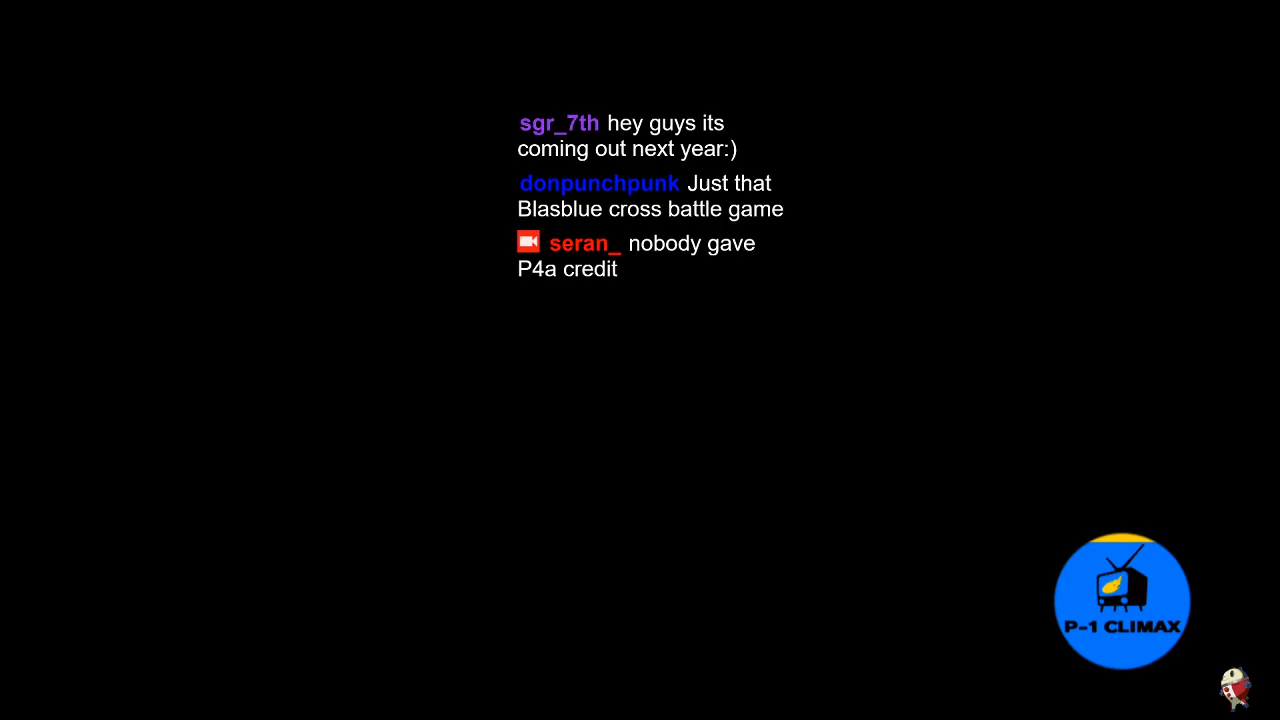 sgr_7th hey guys its
coming out next year:)
donpunchpunk Just that
Blasblue cross battle game
seran_ nobody gave
P4a credit
P-1 CLIMAX